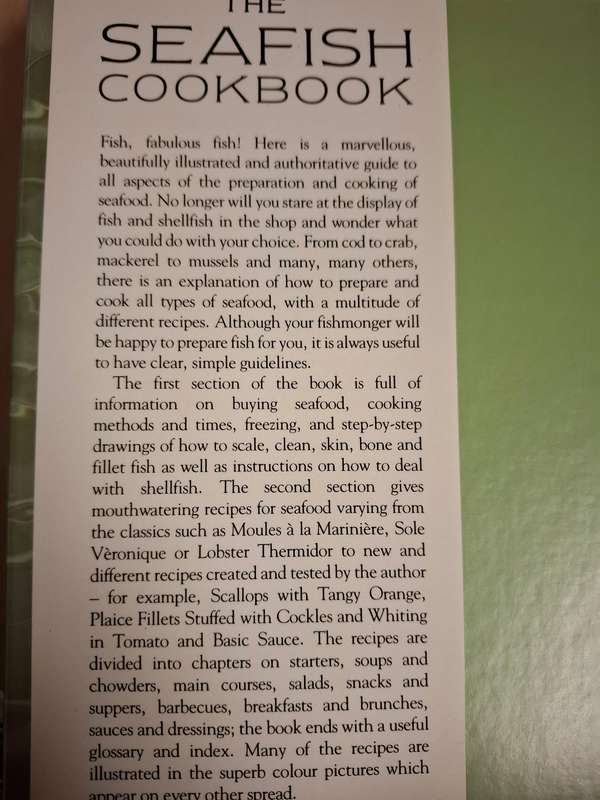 THE
SEAFISH
COOKBOOK
Fish, fabulous fish! Here is a marvellous,
beautifully illustrated and authoritative guide to
all aspects of the preparation and cooking of
seafood. No longer will you stare at the display of
fish and shellfish in the shop and wonder what
you could do with your choice. From cod to crab,
mackerel to mussels and many, many others,
there is an explanation of how to prepare and
cook all types of seafood, with a multitude of
different recipes. Although your fishmonger will
be happy to prepare fish for you, it is always useful
to have clear, simple guidelines.
The first section of the book is full of
information on buying seafood, cooking
methods and times, freezing, and step-by-step
drawings of how to scale, clean, skin, bone and
fillet fish as well as instructions on how to deal
with shellfish. The second section gives
mouthwatering recipes for seafood varying from
the classics such as Moules à la Marinière, Sole
Vèronique or Lobster Thermidor to new and
different recipes created and tested by the author
– for example, Scallops with Tangy Orange,
Plaice Fillets Stuffed with Cockles and Whiting
in Tomato and Basic Sauce. The recipes are
divided into chapters on starters, soups and
chowders, main courses, salads, snacks and
suppers, barbecues, breakfasts and brunches,
sauces and dressings; the book ends with a useful
glossary and index. Many of the recipes are
illustrated in the superb colour pictures which
appear on every other spread.